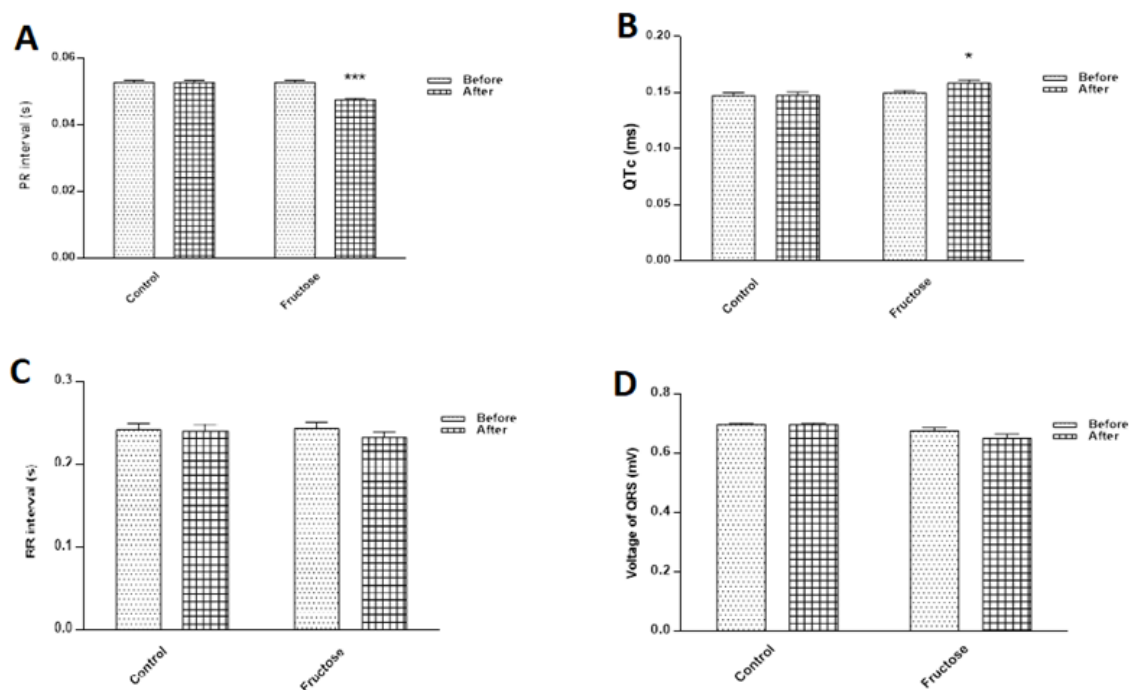 A
PR interval (s)
0.06
0.04
0.02
0.00
***
Before
After
Control
Fructose
B
QTc (ms)
0.20
0.15
0.10
0.05
0.00
*
Before
After
Control
Fructose
C
RR interval (s)
0.3
0.2
0.1
0.0
Before
After
Control
Fructose
D
Voltage of QRS (mV)
0.8
0.6
0.4
0.2
0.0
Before
After
Control
Fructose